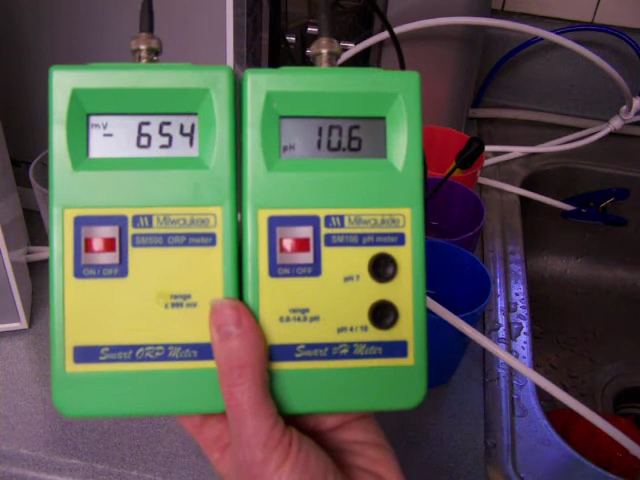 mV - 654
Milwaukee
SM500 ORP meter
ON / OFF
range
± 999 mV
Smart ORP Meter
pH 10.6
Milwaukee
SM100 pH meter
ON / OFF
pH 7
range
0.0-14.0 pH
pH 4 / 10
Smart pH Meter